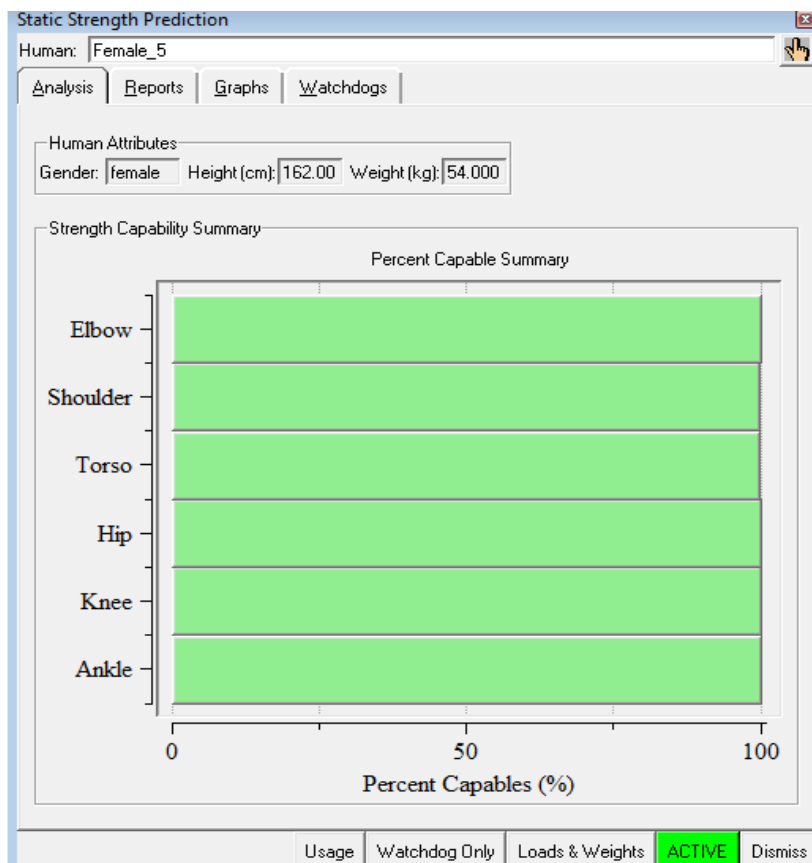 Static Strength Prediction
Human: Female_5
Analysis Reports Graphs Watchdogs
Human Attributes
Gender: female Height (cm): 162.00 Weight (kg): 54.000
Strength Capability Summary
Percent Capable Summary
Elbow
Shoulder
Torso
Hip
Knee
Ankle
0 50 100
Percent Capables (%)
Usage Watchdog Only Loads & Weights ACTIVE Dismiss